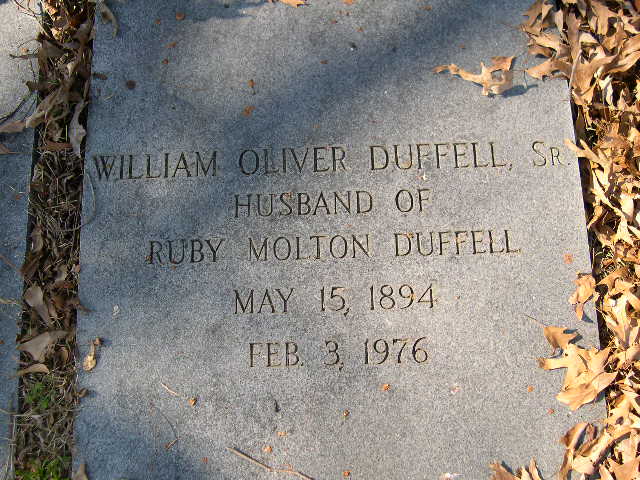 WILLIAM OLIVER DUFFELL, SR.
HUSBAND OF
RUBY MOLTON DUFFELL
MAY 15, 1894
FEB. 3, 1976